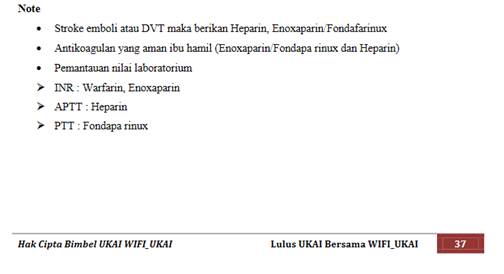 Note
• Stroke emboli atau DVT maka berikan Heparin, Enoxaparin/Fondafarinux
• Antikoagulan yang aman ibu hamil (Enoxaparin/Fondapa rinux dan Heparin)
• Pemantauan nilai laboratorium
➤ INR : Warfarin, Enoxaparin
➤ APTT : Heparin
➤ PTT : Fondapa rinux
Hak Cipta Bimbel UKAI WIFI_UKAI Lulus UKAI Bersama WIFI_UKAI 37